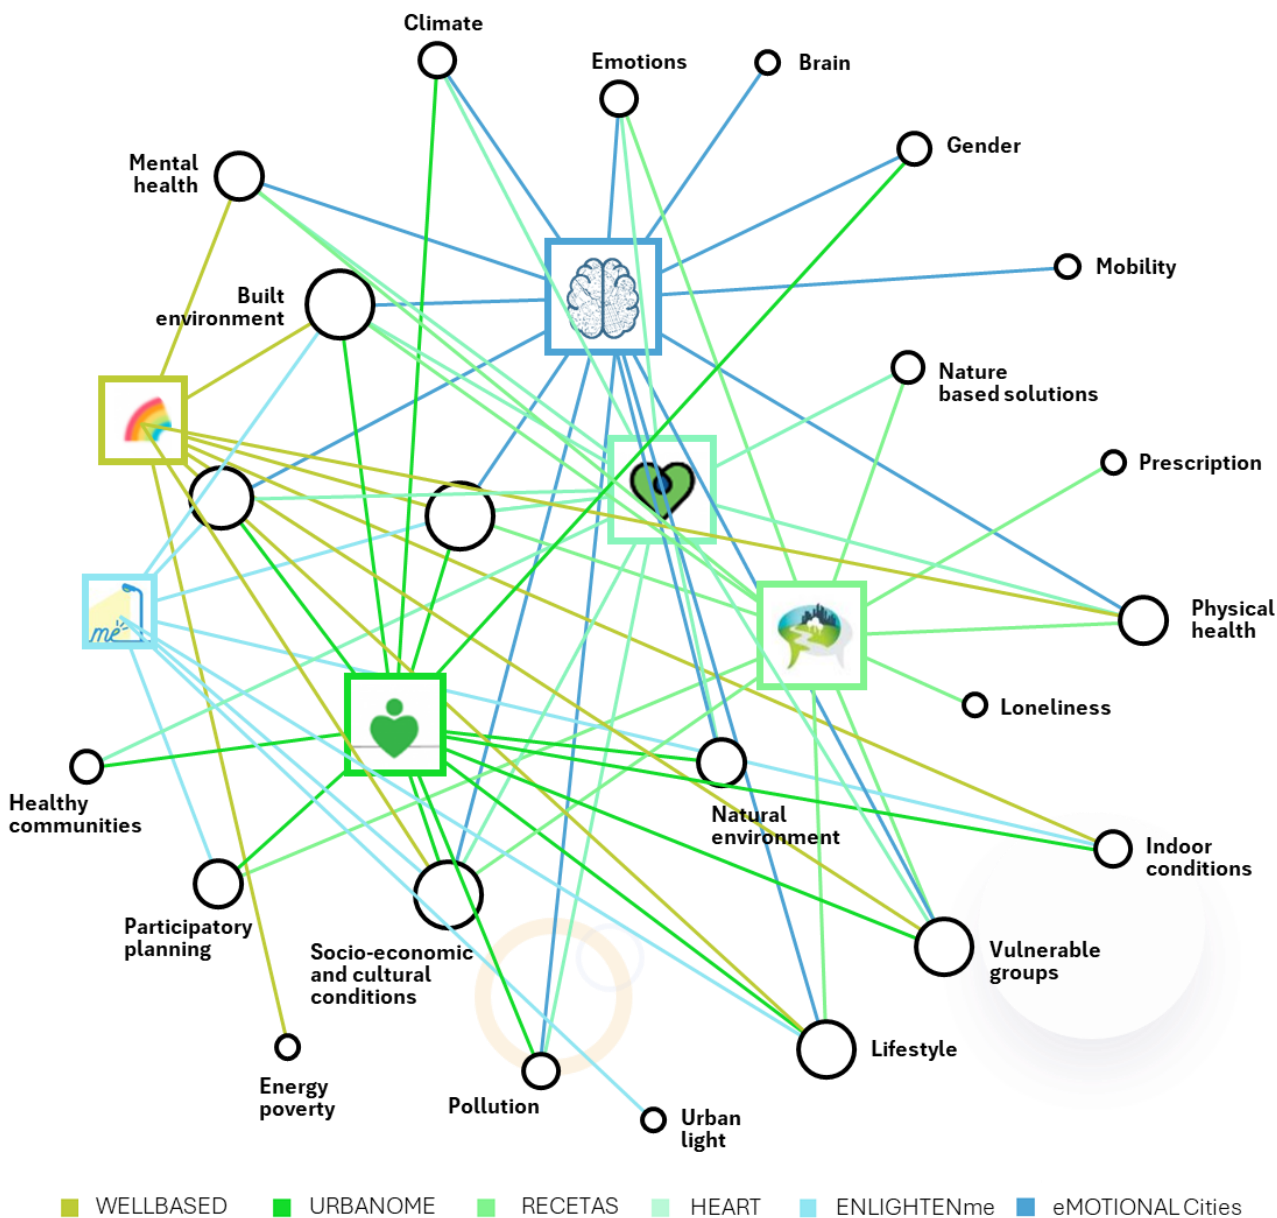 Climate
Emotions
Brain
Gender
Mental
health
Mobility
Built
environment
Nature
based solutions
Prescription
Physical
health
me
Loneliness
Healthy
communities
Natural
environment
Indoor
conditions
Participatory
planning
Socio-economic
and cultural
conditions
Vulnerable
groups
Lifestyle
Energy
poverty
Pollution
Urban
light
WELLBASED
URBANOME
RECETAS
HEART
ENLIGHTENme
eMOTIONAL Cities